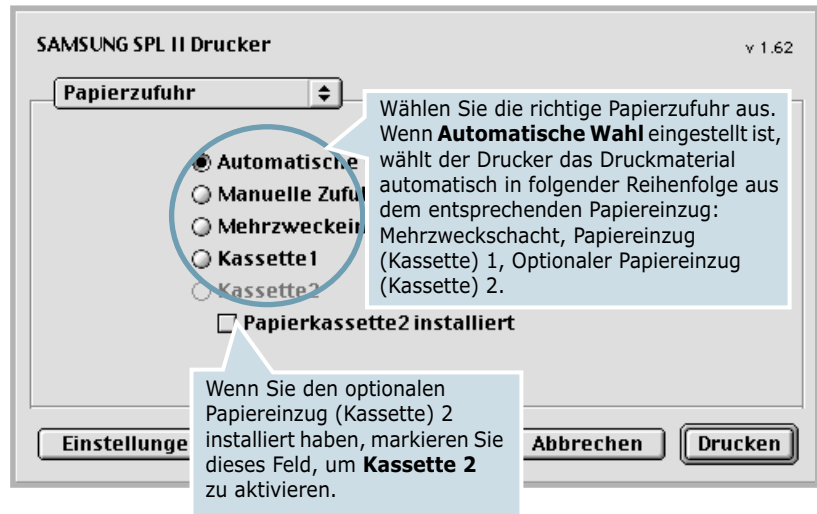 SAMSUNG SPL II Drucker
v 1.62
Papierzufuhr
Wählen Sie die richtige Papierzufuhr aus.
Wenn Automatische Wahl eingestellt ist,
wählt der Drucker das Druckmaterial
automatisch in folgender Reihenfolge aus
dem entsprechenden Papiereinzug:
Mehrzweckschacht, Papiereinzug
(Kassette) 1, Optionaler Papiereinzug
(Kassette) 2.
Automatische
Manuelle Zufuh
Mehrzweckein
Kassette1
Kassette2
Papierkassette2 installiert
Wenn Sie den optionalen
Papiereinzug (Kassette) 2
installiert haben, markieren Sie
dieses Feld, um Kassette 2
zu aktivieren.
Einstellunge
Abbrechen
Drucken